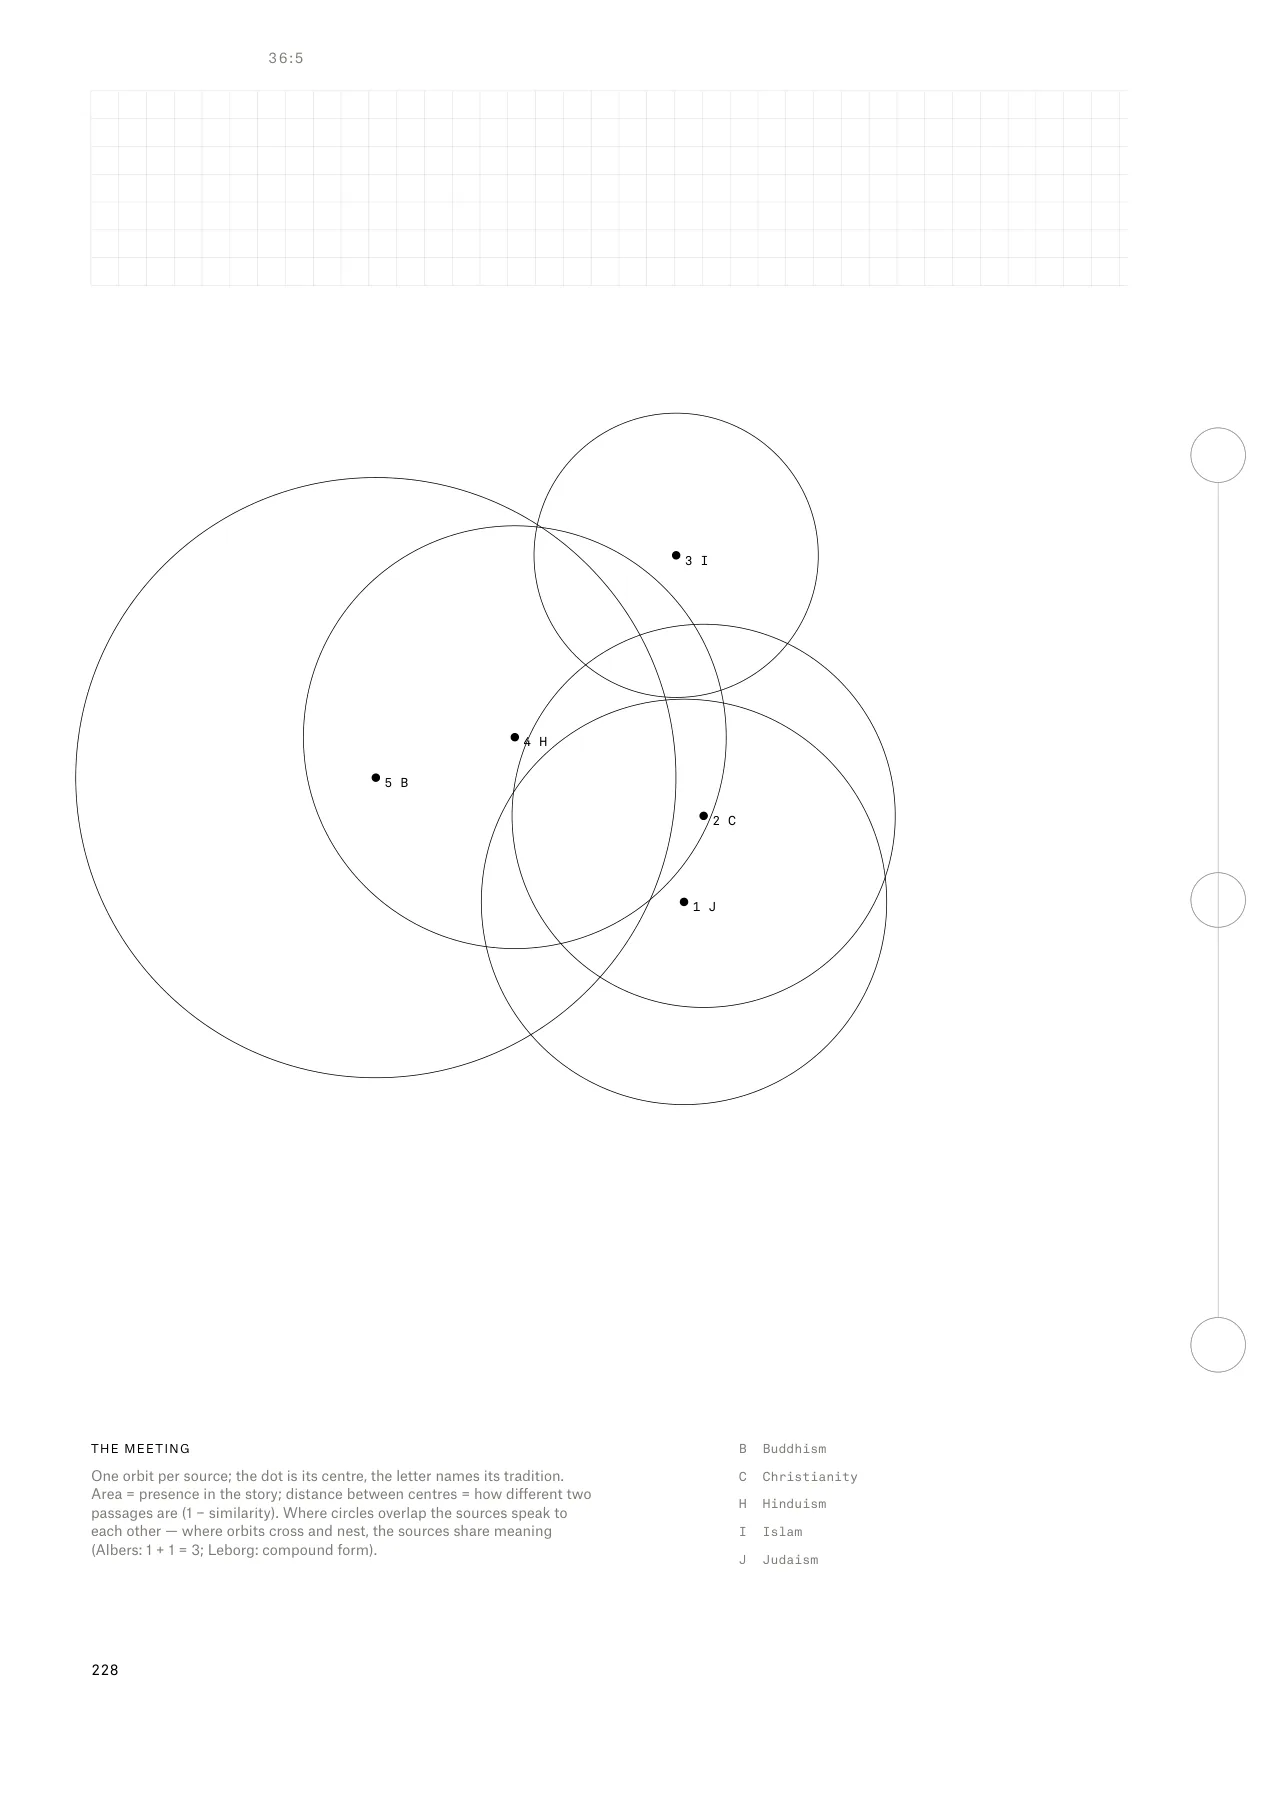 36:5
3 I
4 H
5 B
2 C
1 J
THE MEETING
One orbit per source; the dot is its centre, the letter names its tradition.
Area = presence in the story; distance between centres = how different two
passages are (1 − similarity). Where circles overlap the sources speak to
each other — where orbits cross and nest, the sources share meaning
(Albers: 1 + 1 = 3; Leborg: compound form).
B Buddhism
C Christianity
H Hinduism
I Islam
J Judaism
228